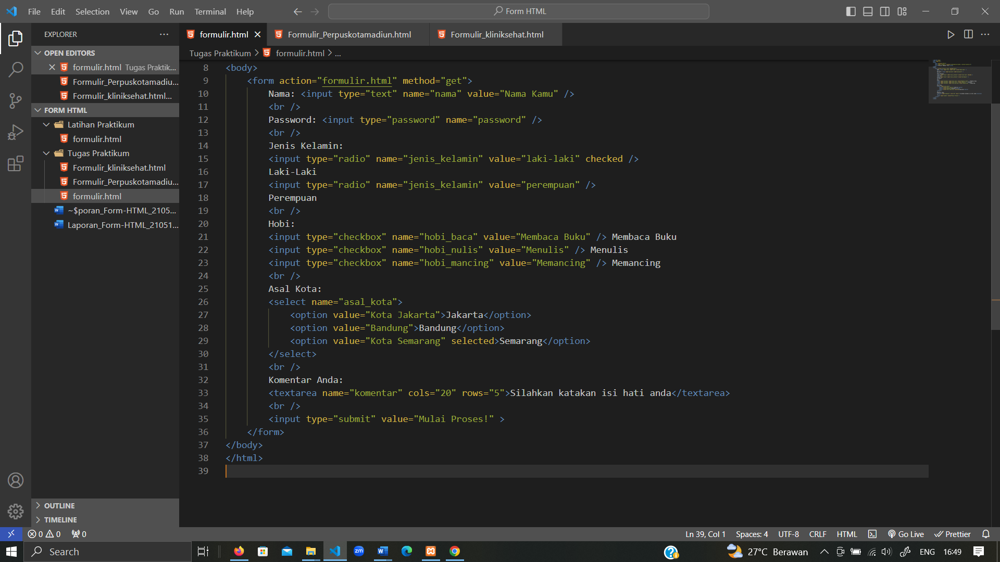 File Edit Selection View Go Run Terminal Help
Form HTML
EXPLORER
OPEN EDITORS
formulir.html Tugas Praktik...
Formulir_Perpuskotamadiu...
Formulir_kliniksehat.html...
FORM HTML
Latihan Praktikum
formulir.html
Tugas Praktikum
Formulir_kliniksehat.html
Formulir_Perpuskotamadiu...
formulir.html
~$poran_Form-HTML_2105...
Laporan_Form-HTML_21051...
OUTLINE
TIMELINE
formulir.html Formulir_Perpuskotamadiun.html Formulir_kliniksehat.html
Tugas Praktikum > formulir.html > ...
8 <body>
9 <form action="formulir.html" method="get">
10 Nama: <input type="text" name="nama" value="Nama Kamu" />
11 <br />
12 Password: <input type="password" name="password" />
13 <br />
14 Jenis Kelamin:
15 <input type="radio" name="jenis_kelamin" value="laki-laki" checked />
16 Laki-Laki
17 <input type="radio" name="jenis_kelamin" value="perempuan" />
18 Perempuan
19 <br />
20 Hobi:
21 <input type="checkbox" name="hobi_baca" value="Membaca Buku" /> Membaca Buku
22 <input type="checkbox" name="hobi_nulis" value="Menulis" /> Menulis
23 <input type="checkbox" name="hobi_mancing" value="Memancing" /> Memancing
24 <br />
25 Asal Kota:
26 <select name="asal_kota">
27 <option value="Kota Jakarta">Jakarta</option>
28 <option value="Bandung">Bandung</option>
29 <option value="Kota Semarang" selected>Semarang</option>
30 </select>
31 <br />
32 Komentar Anda:
33 <textarea name="komentar" cols="20" rows="5">Silahkan katakan isi hati anda</textarea>
34 <br />
35 <input type="submit" value="Mulai Proses!" >
36 </form>
37 </body>
38 </html>
39
0 0 0
Ln 39, Col 1 Spaces: 4 UTF-8 CRLF HTML Go Live Prettier
Search
zm
27°C Berawan
ENG 16:49